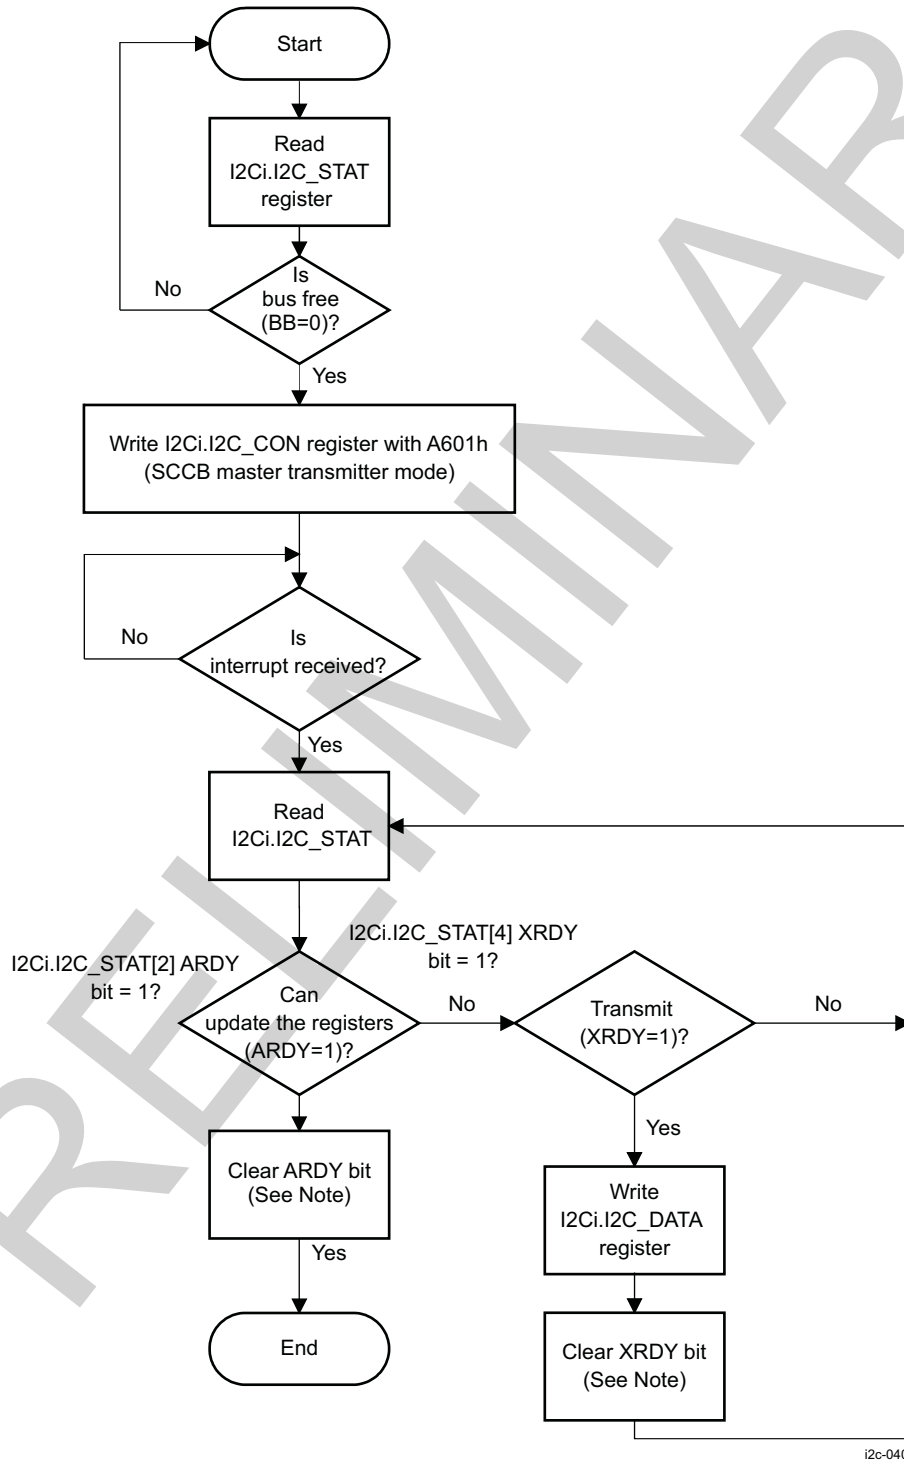 Start
Read
I2Ci.I2C_STAT
register
Is
bus free
(BB=0)?
No
Yes
Write I2Ci.I2C_CON register with A601h
(SCCB master transmitter mode)
Is
interrupt received?
No
Yes
Read
I2Ci.I2C_STAT
I2Ci.I2C_STAT[2] ARDY
bit = 1?
I2Ci.I2C_STAT[4] XRDY
bit = 1?
Can
update the registers
(ARDY=1)?
No
Transmit
(XRDY=1)?
No
Yes
Clear ARDY bit
(See Note)
Yes
End
Write
I2Ci.I2C_DATA
register
Clear XRDY bit
(See Note)
i2c-040
RELIMINAR